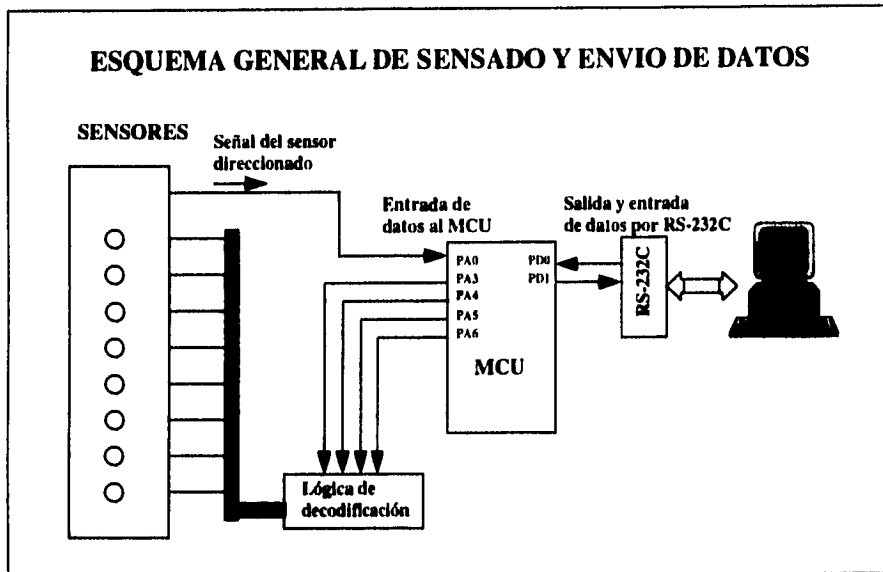 ESQUEMA GENERAL DE SENSADO Y ENVIO DE DATOS
SENSORES
Señal del sensor
direccionado
Entrada de
datos al MCU
Salida y entrada
de datos por RS-232C
PA0
PA3
PA4
PA5
PA6
PD0
PD1
MCU
RS-232C
Lógica de
decodificación